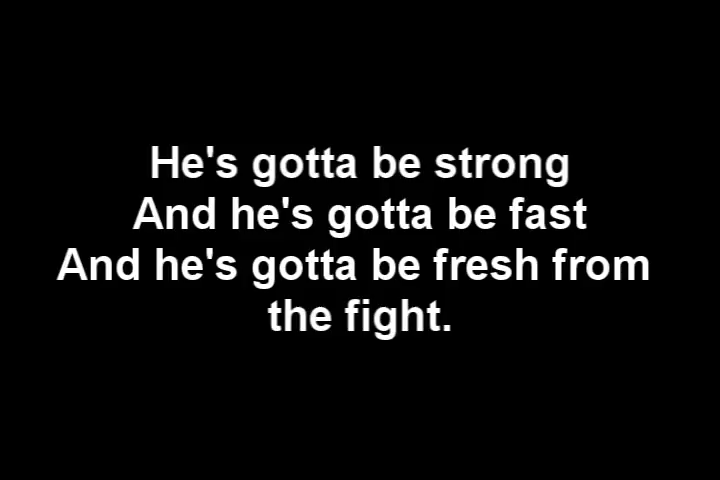 He's gotta be strong
And he's gotta be fast
And he's gotta be fresh from
the fight.